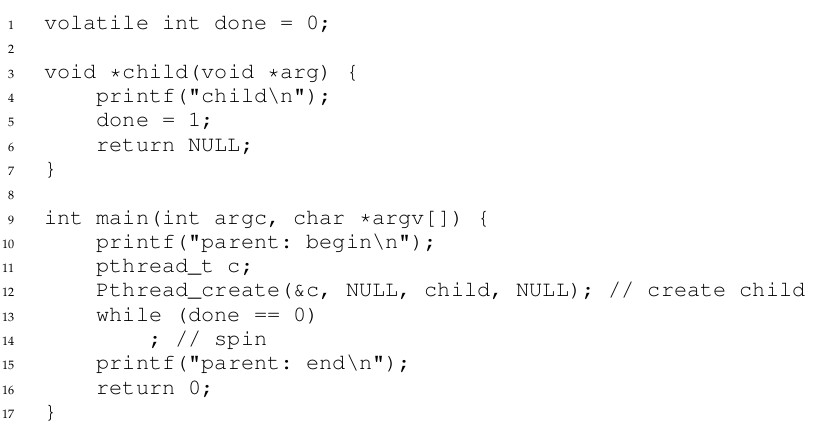 1 volatile int done = 0;
2
3 void *child(void *arg) {
4     printf("child\n");
5     done = 1;
6     return NULL;
7 }
8
9 int main(int argc, char *argv[]) {
10     printf("parent: begin\n");
11     pthread_t c;
12     Pthread_create(&c, NULL, child, NULL); // create child
13     while (done == 0)
14         ; // spin
15     printf("parent: end\n");
16     return 0;
17 }